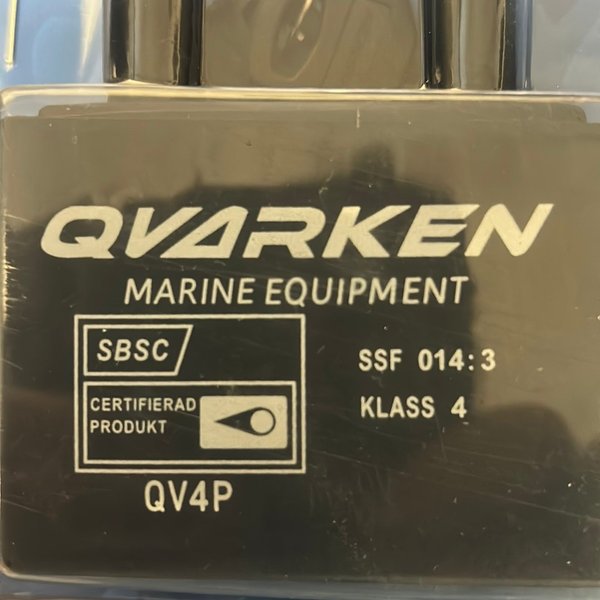 QVARKEN
MARINE EQUIPMENT
SBSC
CERTIFIERAD
PRODUKT
SSF 014:3
KLASS 4
QV4P